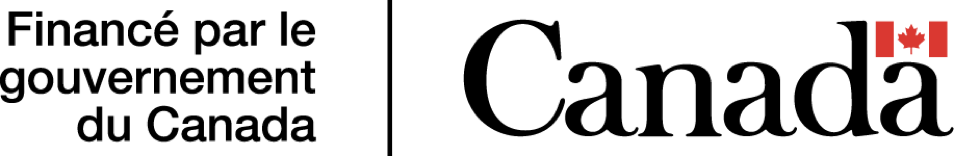 Financé par le
gouvernement
du Canada
Canada